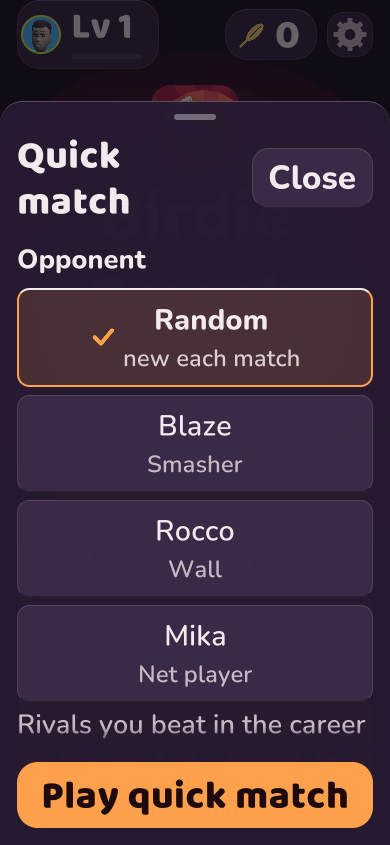 Lv 1
0
Quick
match
Close
Birdie
Opponent
Random
new each match
Blaze
Smasher
Rocco
Wall
Mika
Net player
Rivals you beat in the career
Play quick match